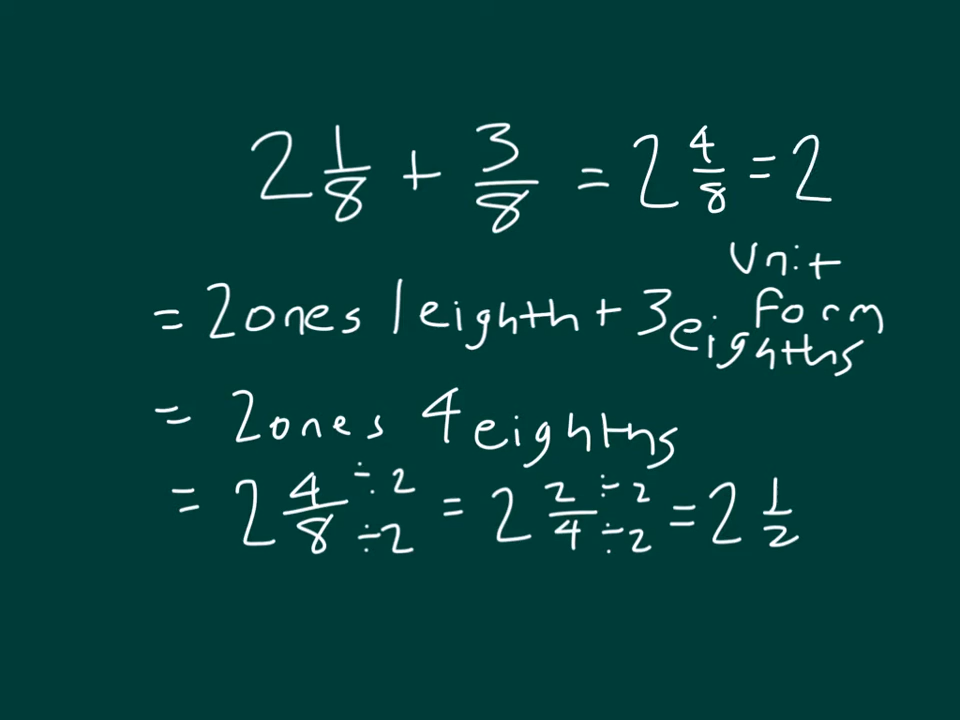 2 1/8 + 3/8 = 2 4/8 = 2
Unit
form
= 2 ones 1 eighth + 3 eighths
= 2 ones 4 eighths
= 2 4/8 ÷2/÷2 = 2 2/4 ÷2/÷2 = 2 1/2